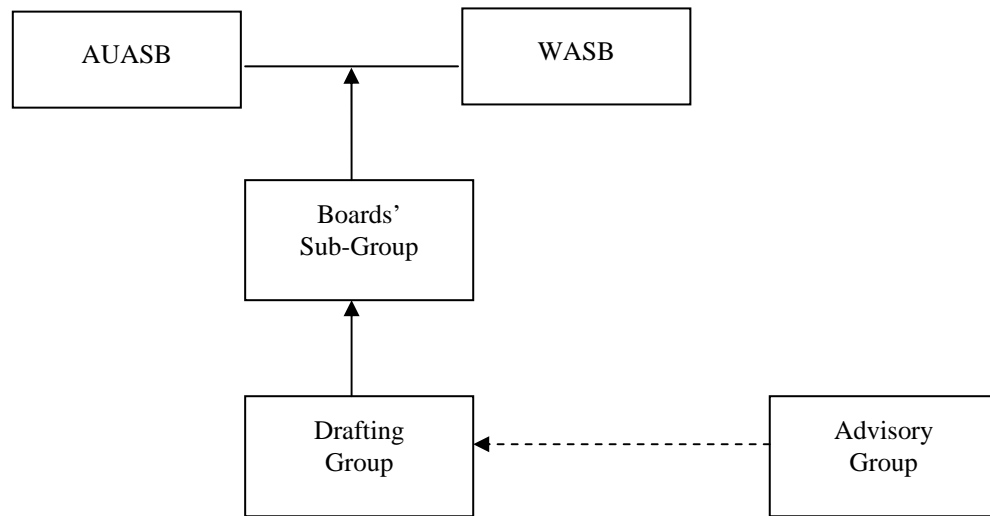 AUASB
WASB
Boards’
Sub-Group
Drafting
Group
Advisory
Group